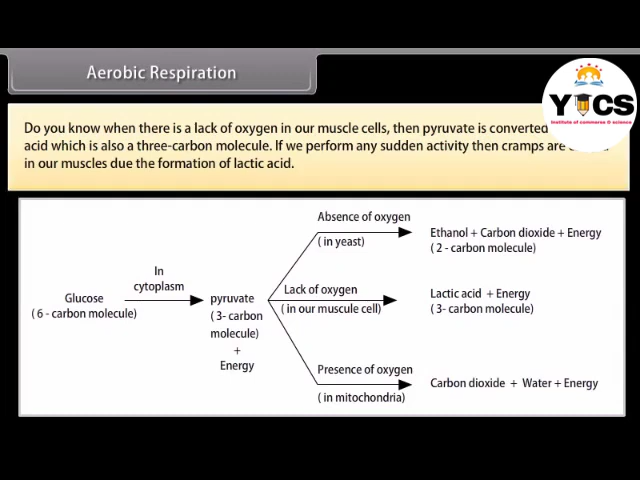 Aerobic Respiration
YICS
Institute of commerce & science
Do you know when there is a lack of oxygen in our muscle cells, then pyruvate is converted
acid which is also a three-carbon molecule. If we perform any sudden activity then cramps are
in our muscles due the formation of lactic acid.
Absence of oxygen
( in yeast)
Ethanol + Carbon dioxide + Energy
( 2 - carbon molecule)
In
cytoplasm
Glucose
( 6 - carbon molecule)
pyruvate
( 3- carbon
molecule)
+
Energy
Lack of oxygen
( in our muscle cell)
Lactic acid + Energy
( 3- carbon molecule)
Presence of oxygen
( in mitochondria)
Carbon dioxide + Water + Energy